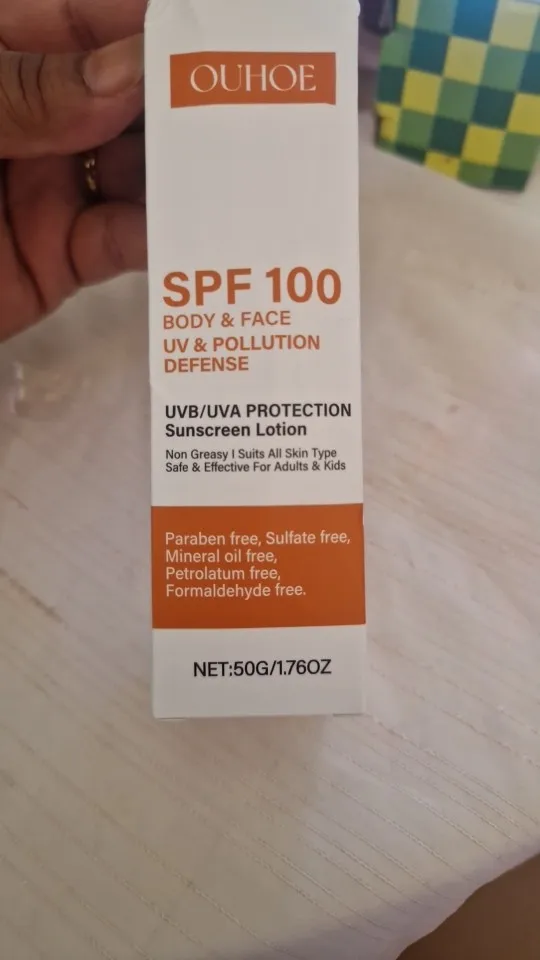 OUHOE
SPF 100
BODY & FACE
UV & POLLUTION
DEFENSE
UVB/UVA PROTECTION
Sunscreen Lotion
Non Greasy I Suits All Skin Type
Safe & Effective For Adults & Kids
Paraben free, Sulfate free,
Mineral oil free,
Petrolatum free,
Formaldehyde free.
NET:50G/1.76OZ